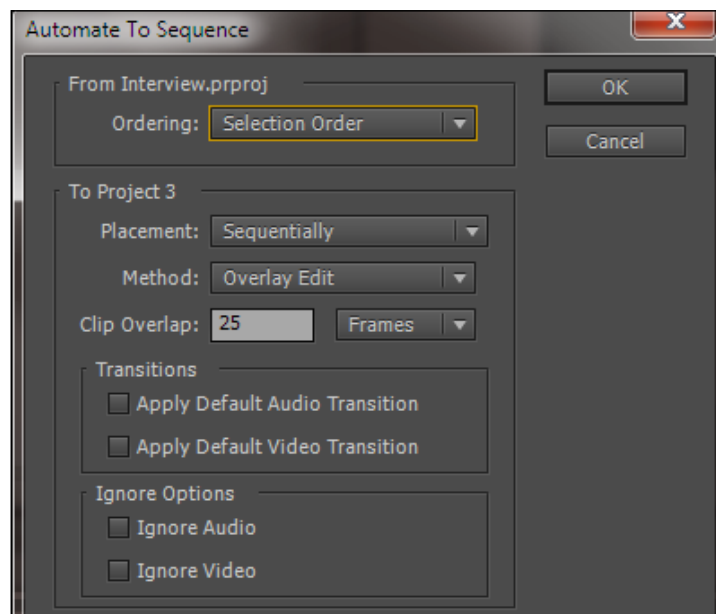 Automate To Sequence
From Interview.prproj
Ordering: Selection Order
OK
Cancel
To Project 3
Placement: Sequentially
Method: Overlay Edit
Clip Overlap: 25 Frames
Transitions
Apply Default Audio Transition
Apply Default Video Transition
Ignore Options
Ignore Audio
Ignore Video